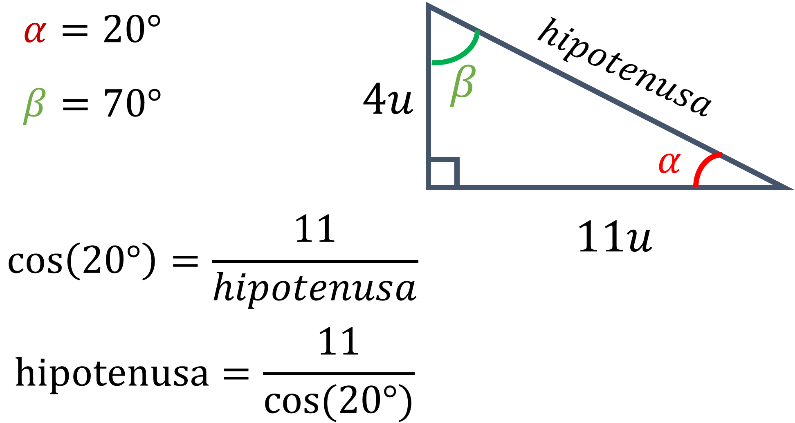 α = 20°
β = 70°
hipotenusa
4u
β
α
11u
cos(20°) = 11 / hipotenusa
hipotenusa = 11 / cos(20°)